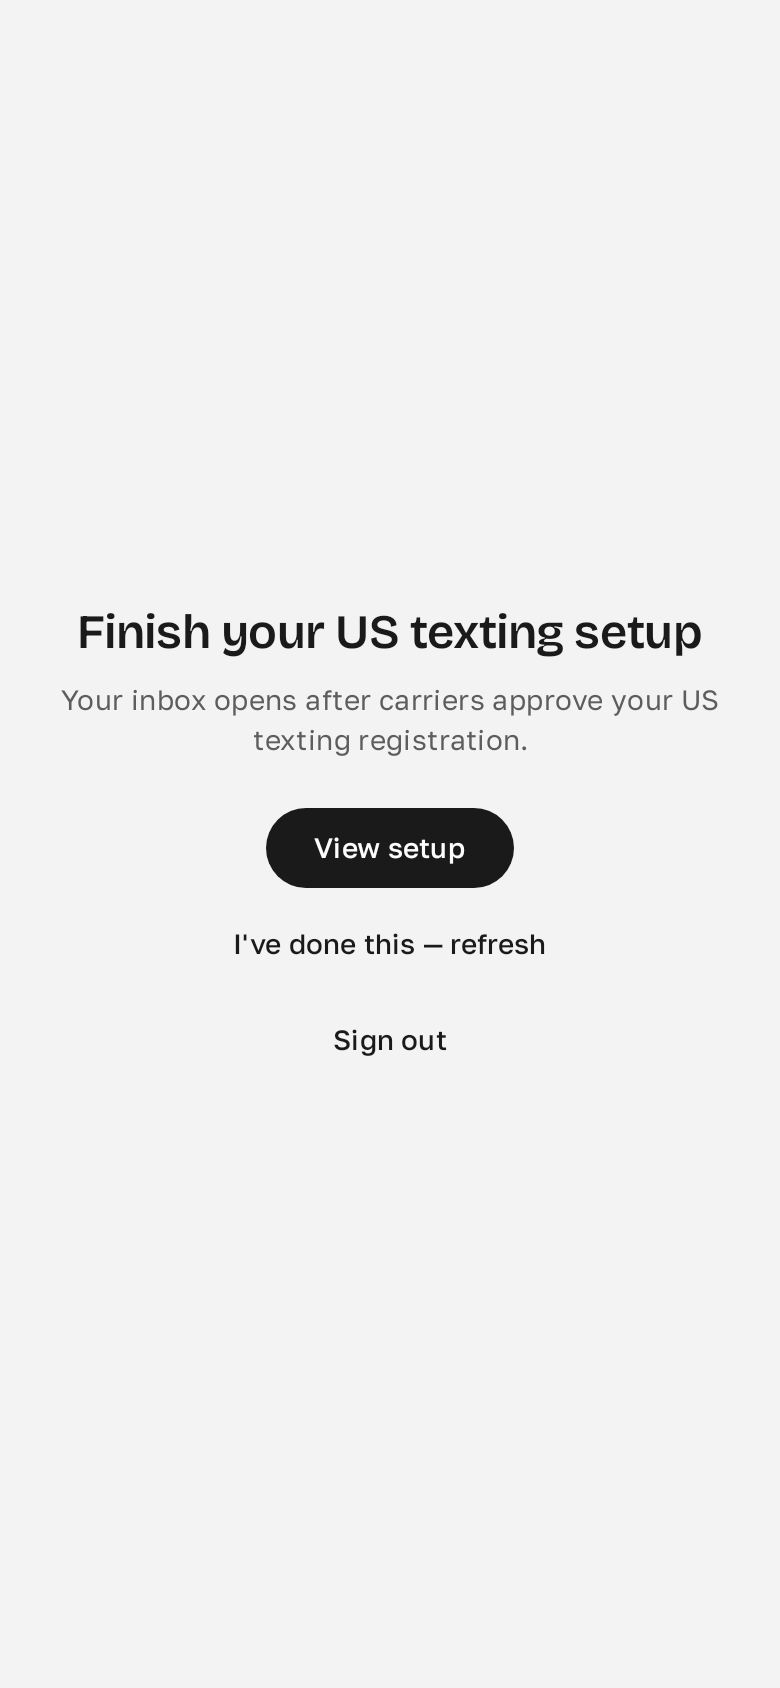 Finish your US texting setup
Your inbox opens after carriers approve your US
texting registration.
View setup
I've done this — refresh
Sign out